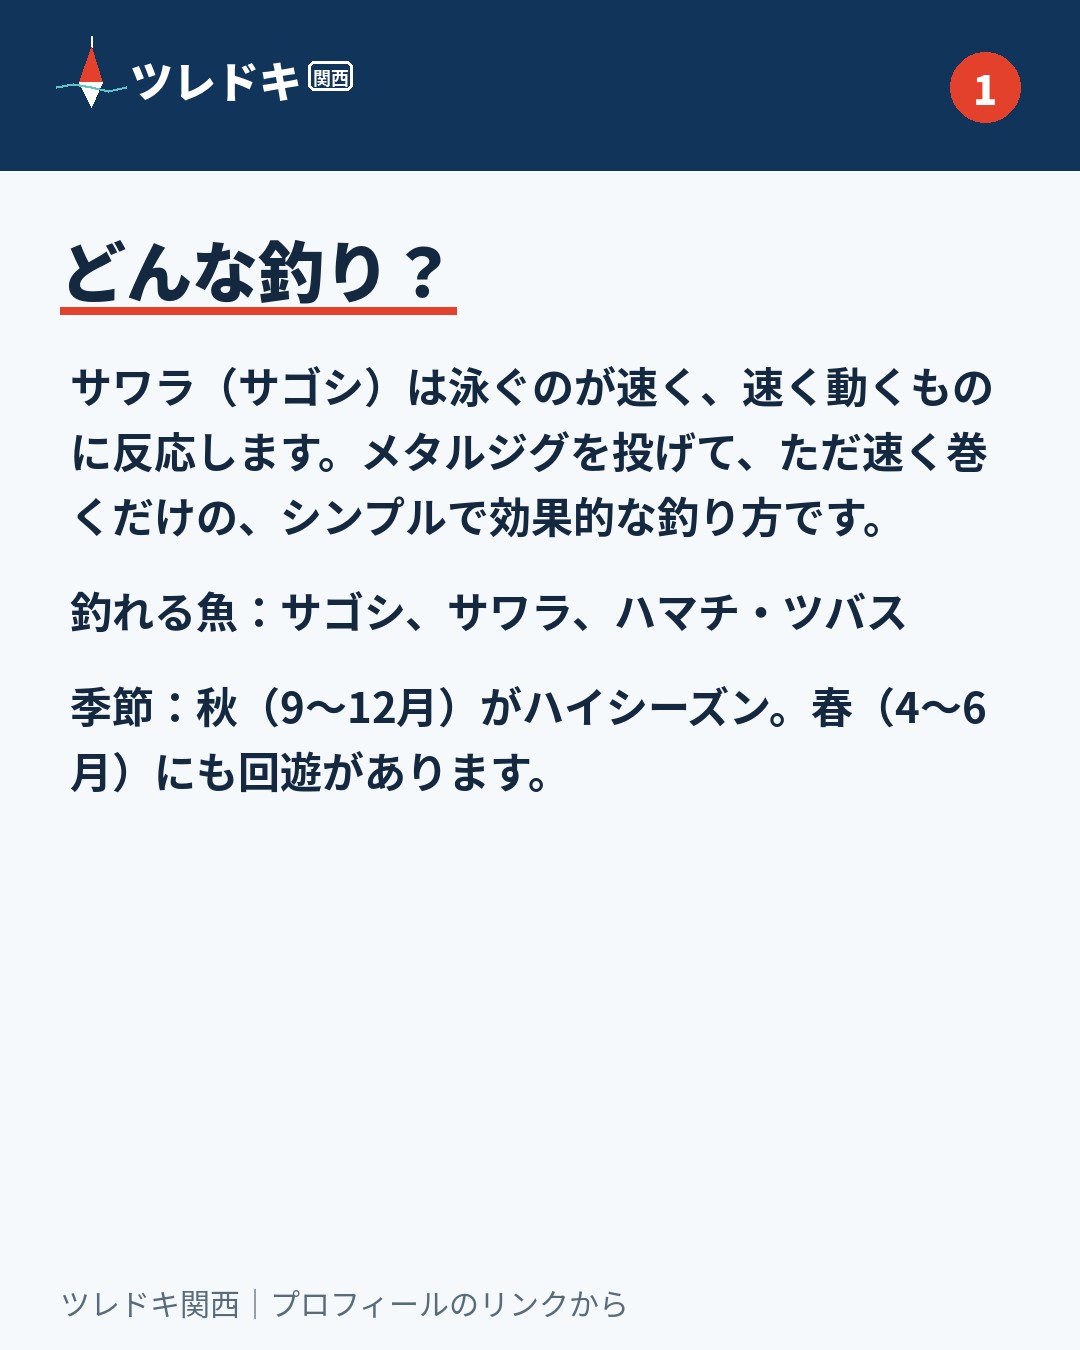 ツレドキ 関西
1
どんな釣り？
サワラ（サゴシ）は泳ぐのが速く、速く動くもの
に反応します。メタルジグを投げて、ただ速く巻
くだけの、シンプルで効果的な釣り方です。
釣れる魚：サゴシ、サワラ、ハマチ・ツバス
季節：秋（9〜12月）がハイシーズン。春（4〜6
月）にも回遊があります。
ツレドキ関西｜プロフィールのリンクから